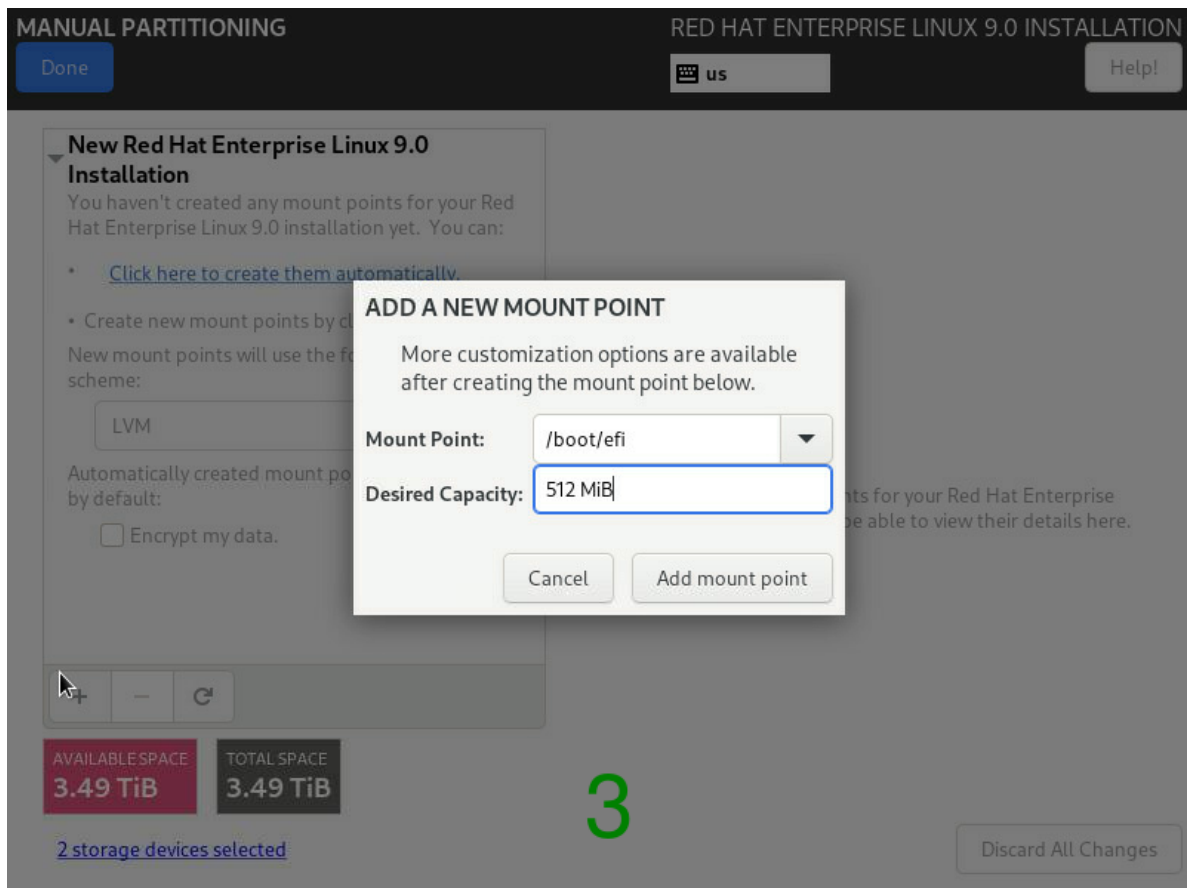 MANUAL PARTITIONING
RED HAT ENTERPRISE LINUX 9.0 INSTALLATION
Done
us
Help!
New Red Hat Enterprise Linux 9.0
Installation
You haven't created any mount points for your Red
Hat Enterprise Linux 9.0 installation yet. You can:
• Click here to create them automatically.
• Create new mount points by cl
New mount points will use the fo
scheme:
LVM
Automatically created mount po
by default:
Encrypt my data.
ADD A NEW MOUNT POINT
More customization options are available
after creating the mount point below.
Mount Point: /boot/efi
Desired Capacity: 512 MiB
Cancel Add mount point
nts for your Red Hat Enterprise
be able to view their details here.
+ −
AVAILABLE SPACE
3.49 TiB
TOTAL SPACE
3.49 TiB
3
2 storage devices selected
Discard All Changes